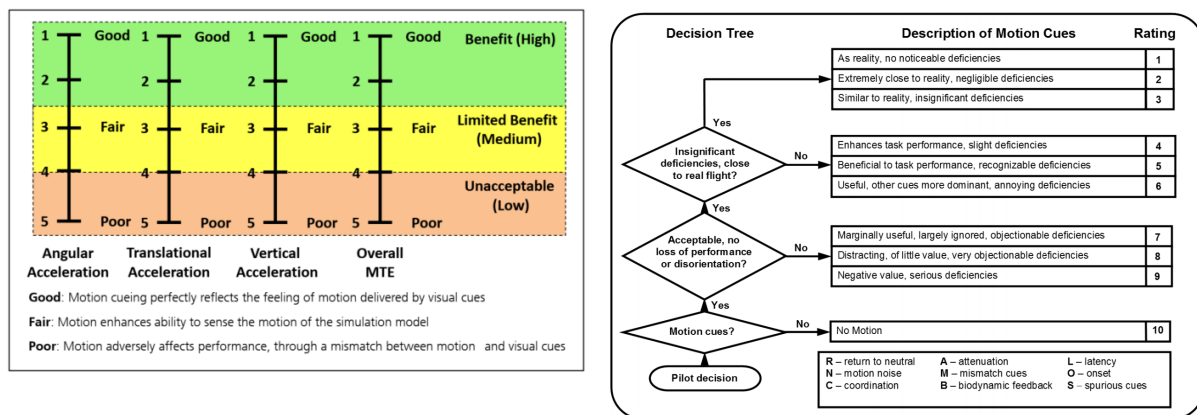 1 Good 1 Good 1 Good 1 Good Benefit (High)
2 2 2 2
3 Fair 3 Fair 3 Fair 3 Fair Limited Benefit
(Medium)
4 4 4 4
Unacceptable
(Low)
5 Poor 5 Poor 5 Poor 5 Poor
Angular
Acceleration
Translational
Acceleration
Vertical
Acceleration
Overall
MTE
Good: Motion cueing perfectly reflects the feeling of motion delivered by visual cues
Fair: Motion enhances ability to sense the motion of the simulation model
Poor: Motion adversely affects performance, through a mismatch between motion and visual cues
Decision Tree Description of Motion Cues Rating
As reality, no noticeable deficiencies 1
Extremely close to reality, negligible deficiencies 2
Similar to reality, insignificant deficiencies 3
Yes
Insignificant
deficiencies, close
to real flight?
No
Enhances task performance, slight deficiencies 4
Beneficial to task performance, recognizable deficiencies 5
Useful, other cues more dominant, annoying deficiencies 6
Yes
Acceptable, no
loss of performance
or disorientation?
No
Marginally useful, largely ignored, objectionable deficiencies 7
Distracting, of little value, very objectionable deficiencies 8
Negative value, serious deficiencies 9
Yes
Motion cues?
No
No Motion 10
Pilot decision
R – return to neutral A – attenuation L – latency
N – motion noise M – mismatch cues O – onset
C – coordination B – biodynamic feedback S – spurious cues